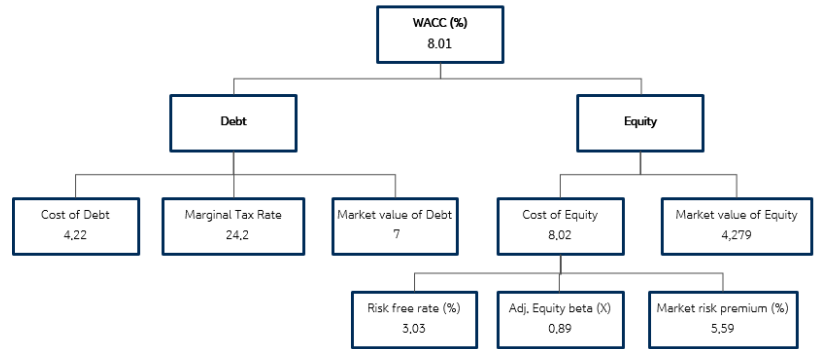 WACC (%)
8.01
Debt
Equity
Cost of Debt
4,22
Marginal Tax Rate
24,2
Market value of Debt
7
Cost of Equity
8,02
Market value of Equity
4,279
Risk free rate (%)
3,03
Adj. Equity beta (X)
0,89
Market risk premium (%)
5,59